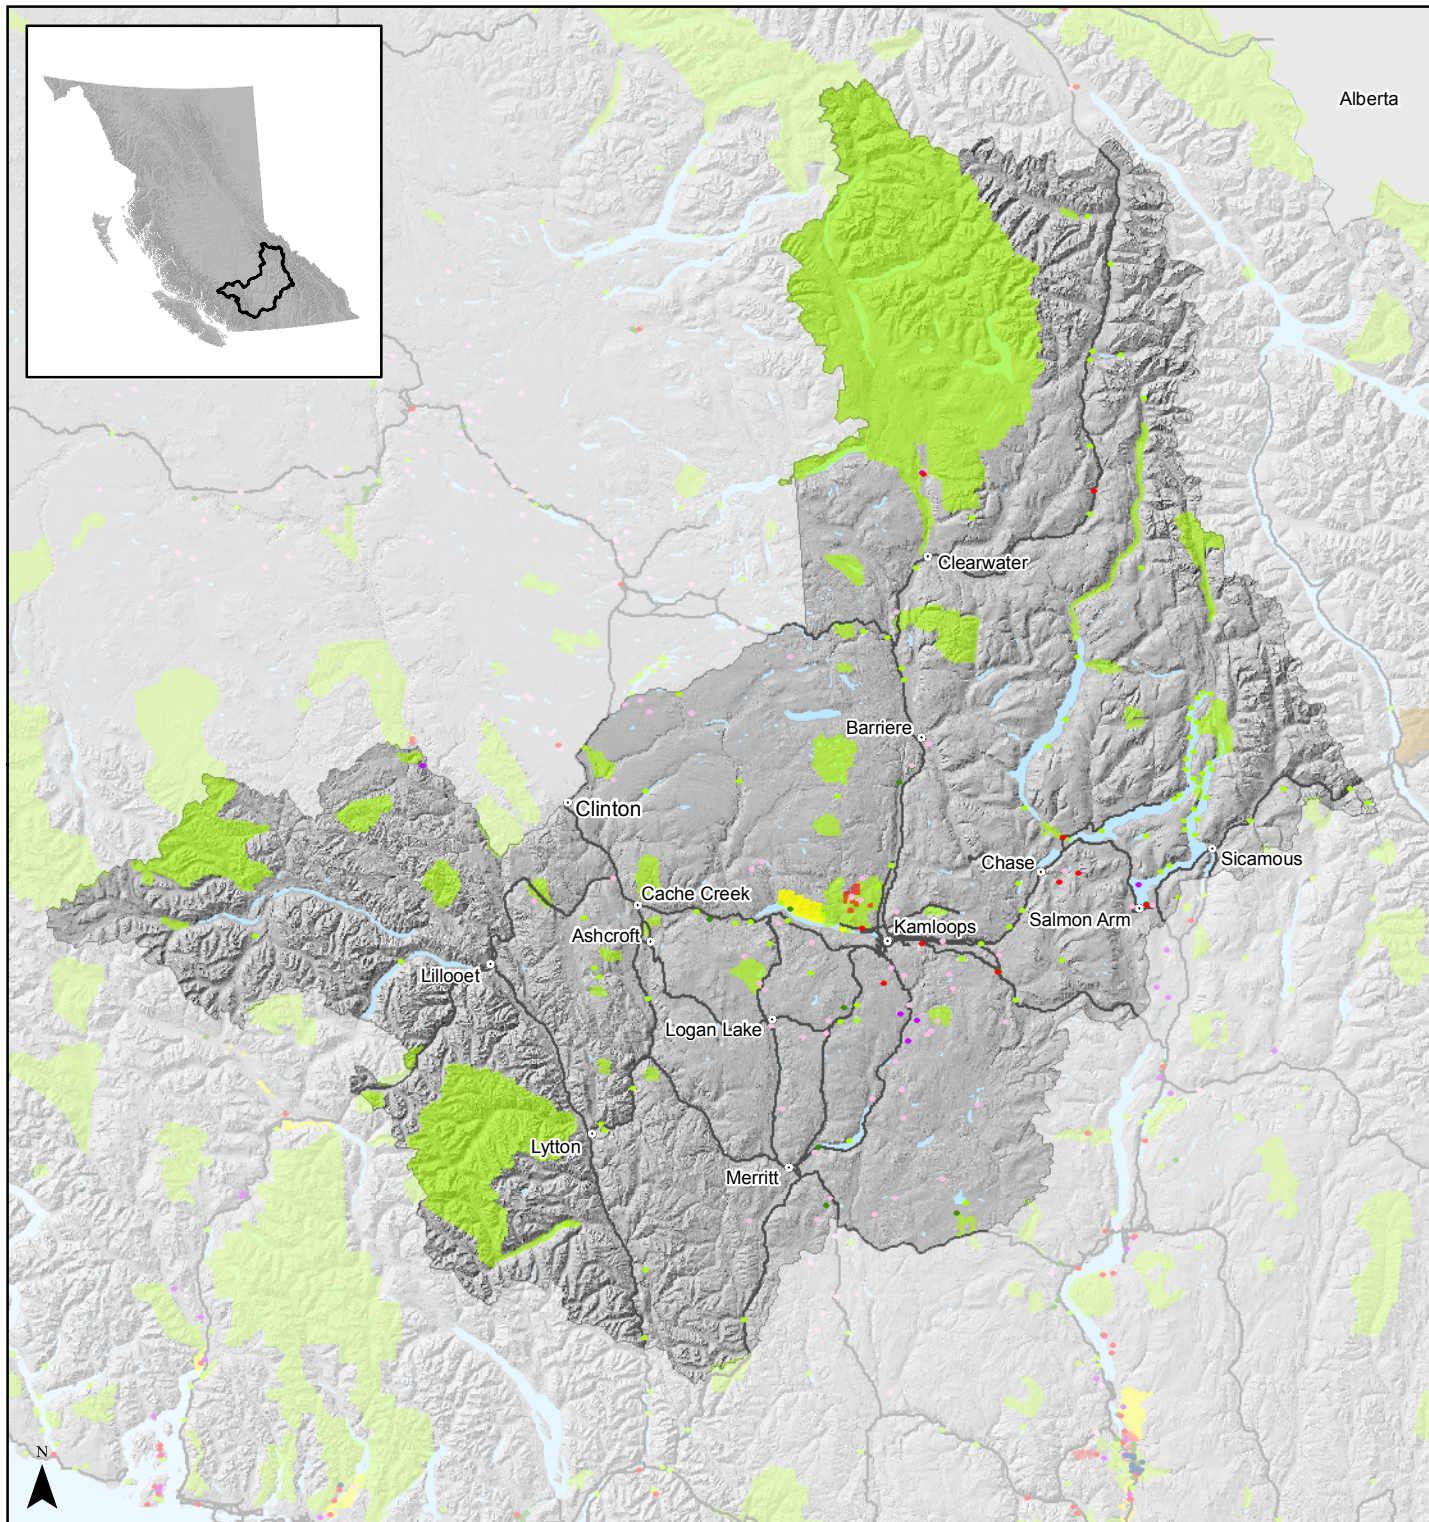 Alberta
Clearwater
Barriere
Clinton
Chase
Sicamous
Cache Creek
Salmon Arm
Ashcroft
Kamloops
Lillooet
Logan Lake
Lytton
Merritt
N